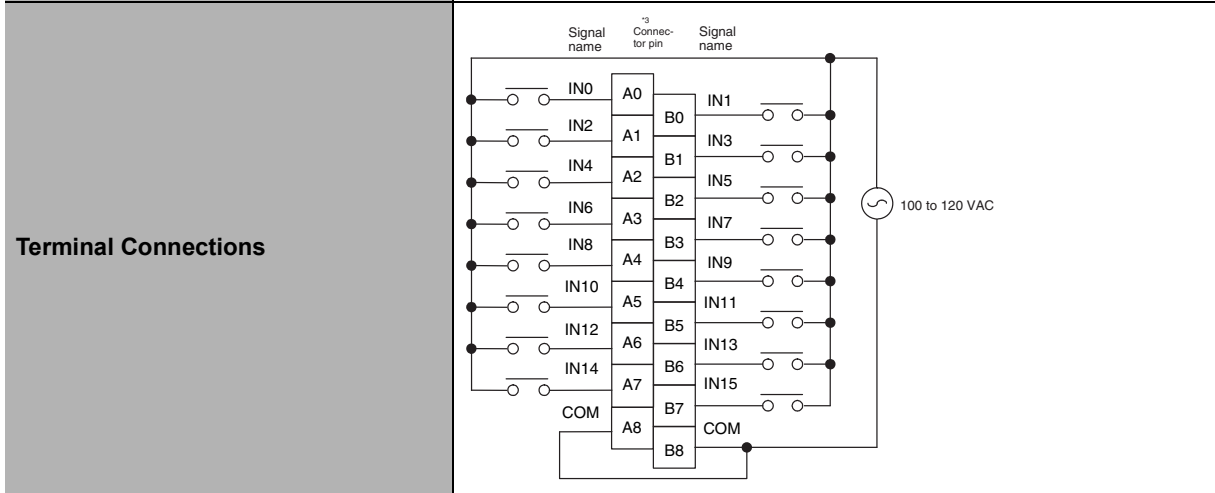 Terminal Connections
Signal name
*3
Connec-
tor pin
Signal name
IN0
A0
IN1
B0
IN2
A1
IN3
B1
IN4
A2
IN5
B2
IN6
A3
IN7
B3
IN8
A4
IN9
B4
IN10
A5
IN11
B5
IN12
A6
IN13
B6
IN14
A7
IN15
B7
COM
A8
COM
B8
100 to 120 VAC